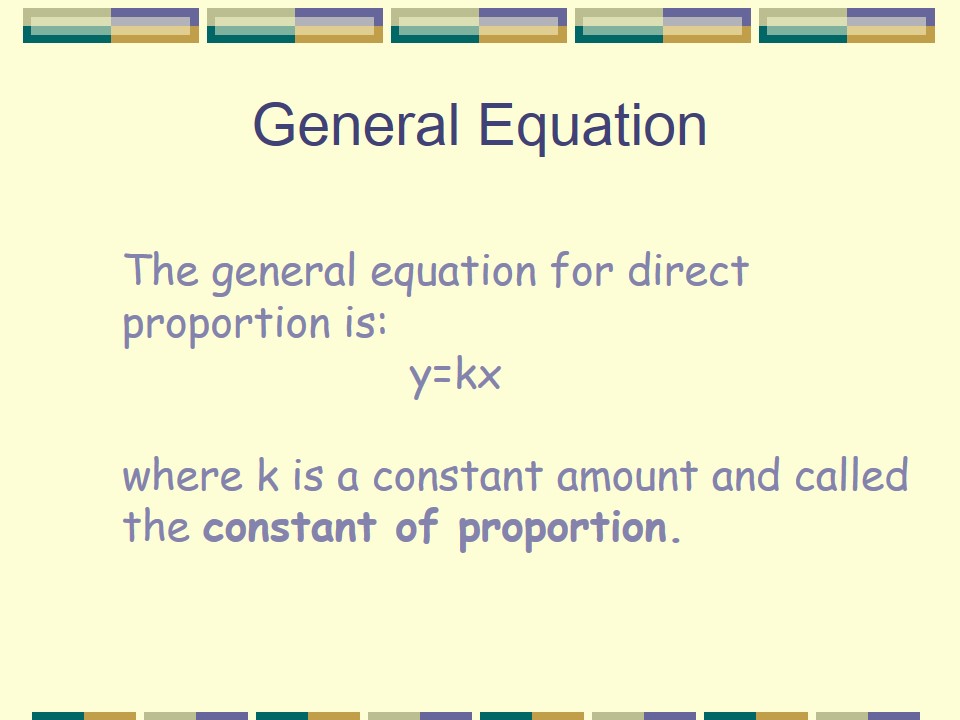 General Equation
The general equation for direct
proportion is:
y=kx
where k is a constant amount and called
the constant of proportion.